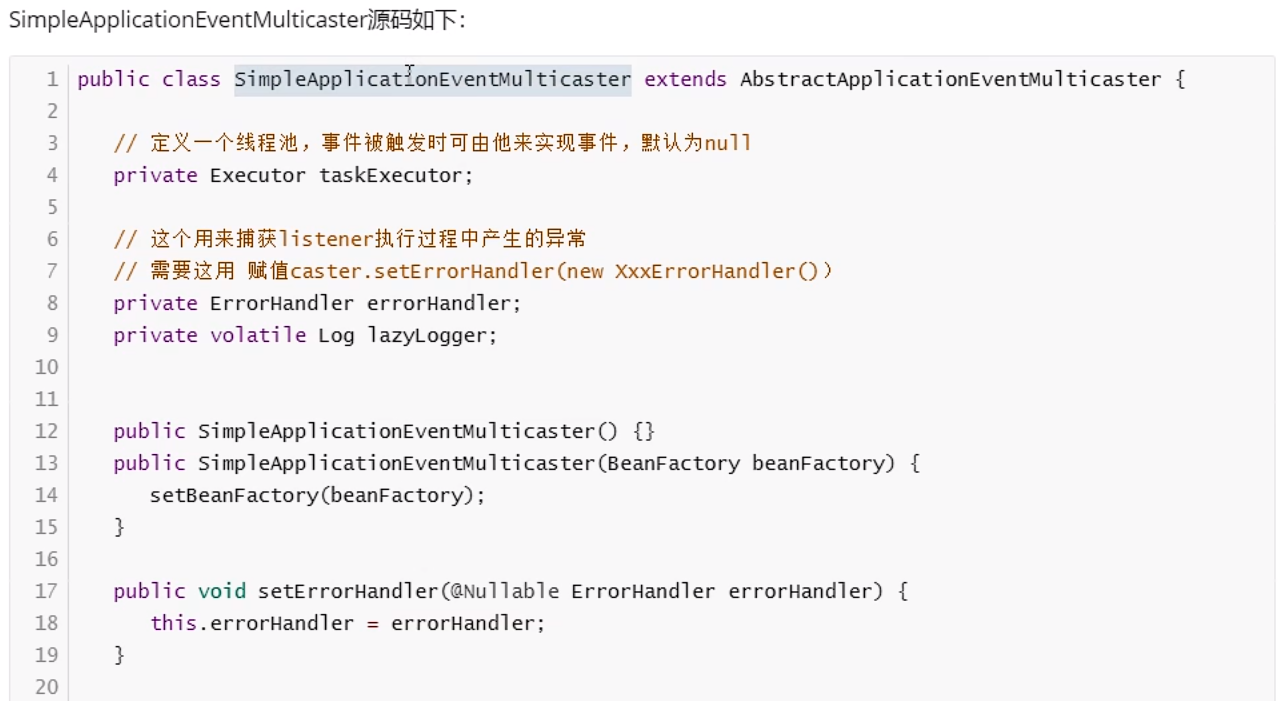 SimpleApplicationEventMulticaster源码如下：
1 public class SimpleApplicationEventMulticaster extends AbstractApplicationEventMulticaster {
2
3 // 定义一个线程池，事件被触发时可由他来实现事件，默认为null
4 private Executor taskExecutor;
5
6 // 这个用来捕获listener执行过程中产生的异常
7 // 需要这用 赋值caster.setErrorHandler(new XxxErrorHandler()）
8 private ErrorHandler errorHandler;
9 private volatile Log lazyLogger;
10
11
12 public SimpleApplicationEventMulticaster() {}
13 public SimpleApplicationEventMulticaster(BeanFactory beanFactory) {
14 setBeanFactory(beanFactory);
15 }
16
17 public void setErrorHandler(@Nullable ErrorHandler errorHandler) {
18 this.errorHandler = errorHandler;
19 }
20